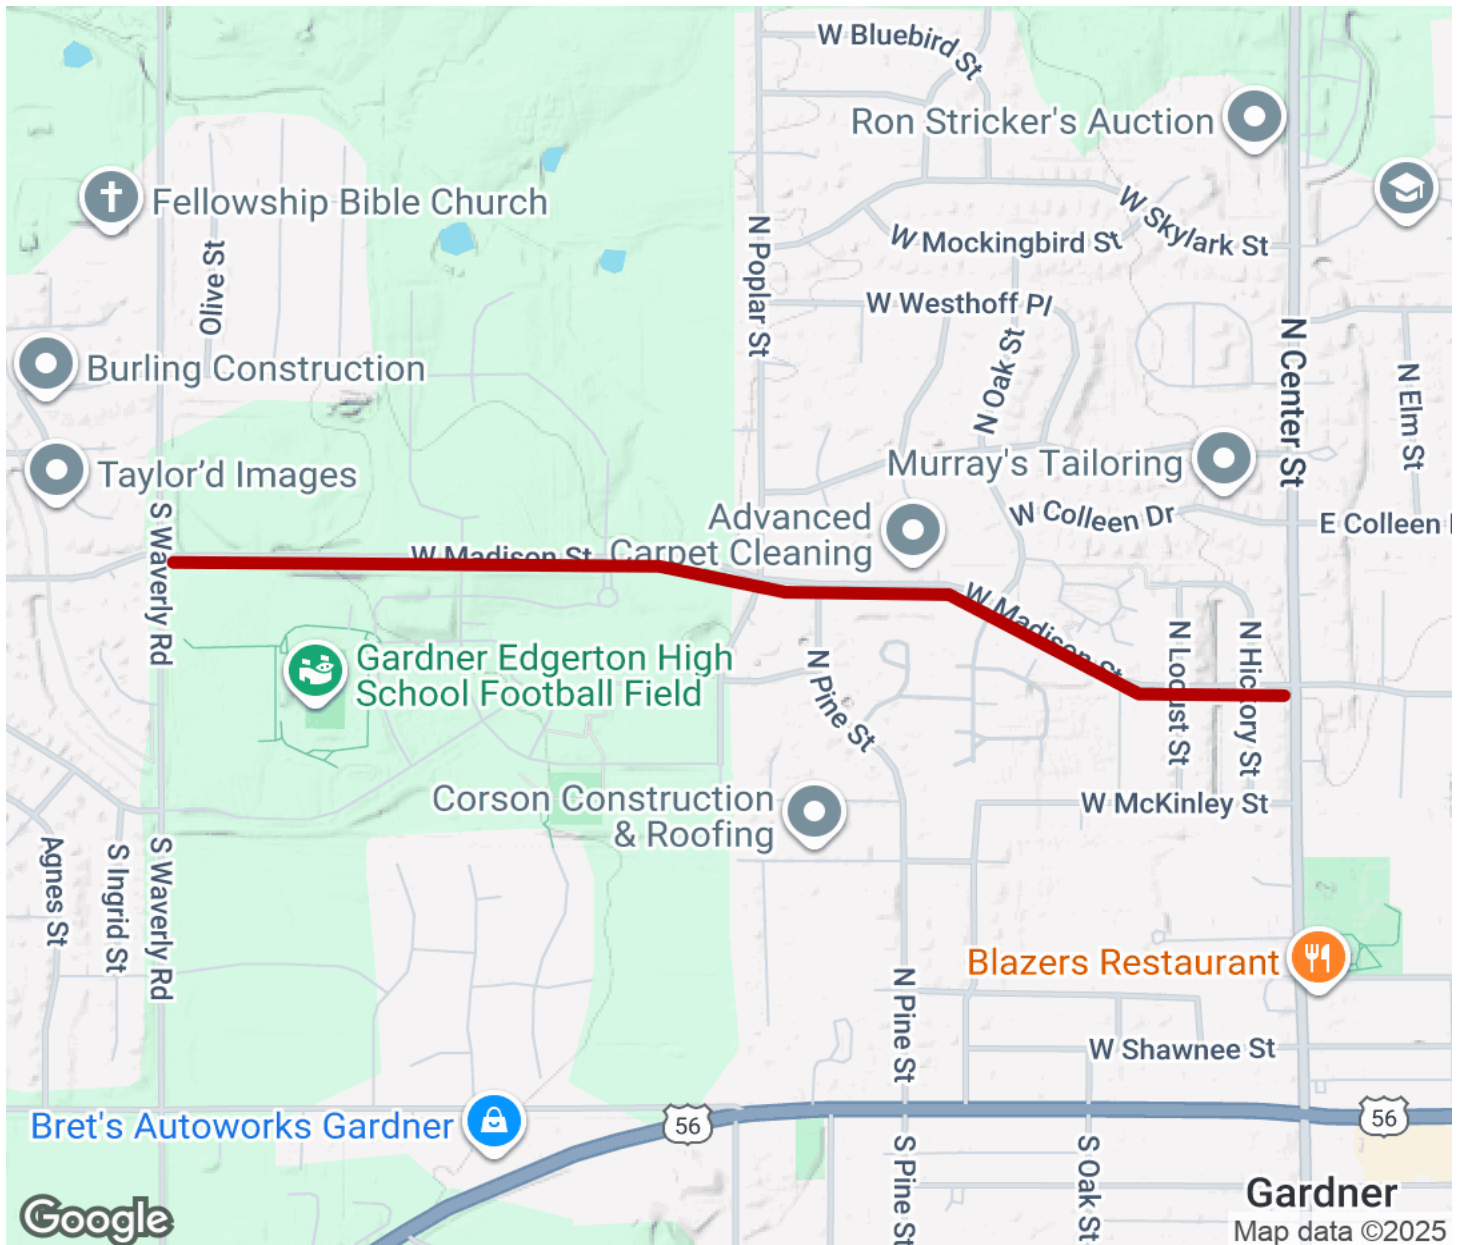 W Bluebird St
Ron Stricker's Auction
Fellowship Bible Church
W Skylark St
W Mockingbird St
N Poplar St
Olive St
W Westhoff Pl
N Oak St
N Center St
Burling Construction
N Elm St
Taylor'd Images
Murray's Tailoring
S Waverly Rd
Advanced
Carpet Cleaning
W Colleen Dr
E Colleen
W Madison St
W Madison St
Gardner Edgerton High
School Football Field
N Pine St
N Locust St
N Hickory St
Corson Construction
& Roofing
W McKinley St
Agnes St
S Ingrid St
S Waverly Rd
Blazers Restaurant
N Pine St
W Shawnee St
Bret's Autoworks Gardner
56
56
S Pine St
S Oak St
Gardner
Google
Map data ©2025